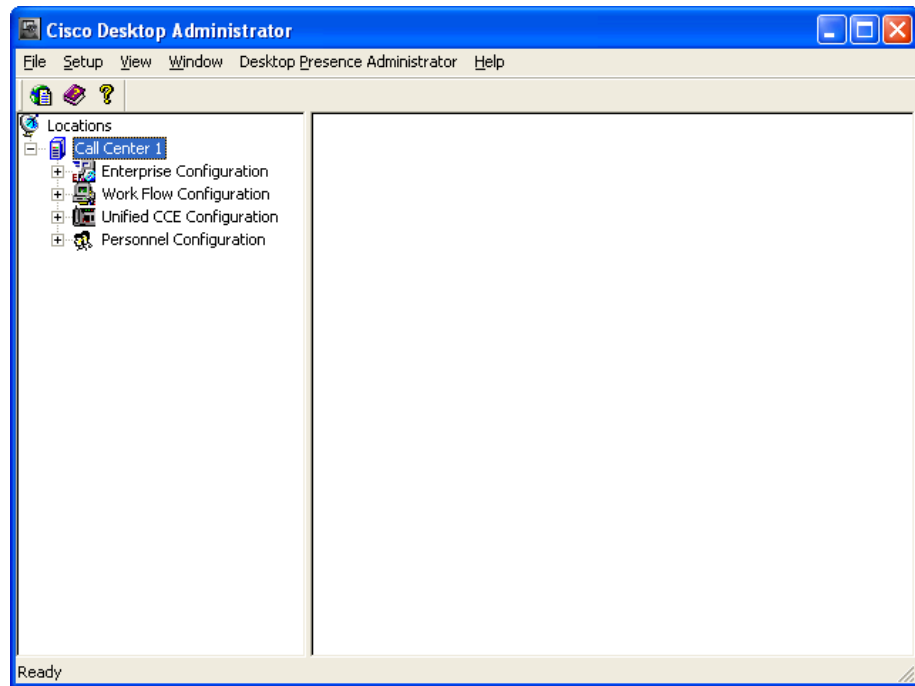 Cisco Desktop Administrator
File Setup View Window Desktop Presence Administrator Help
Locations
Call Center 1
Enterprise Configuration
Work Flow Configuration
Unified CCE Configuration
Personnel Configuration
Ready